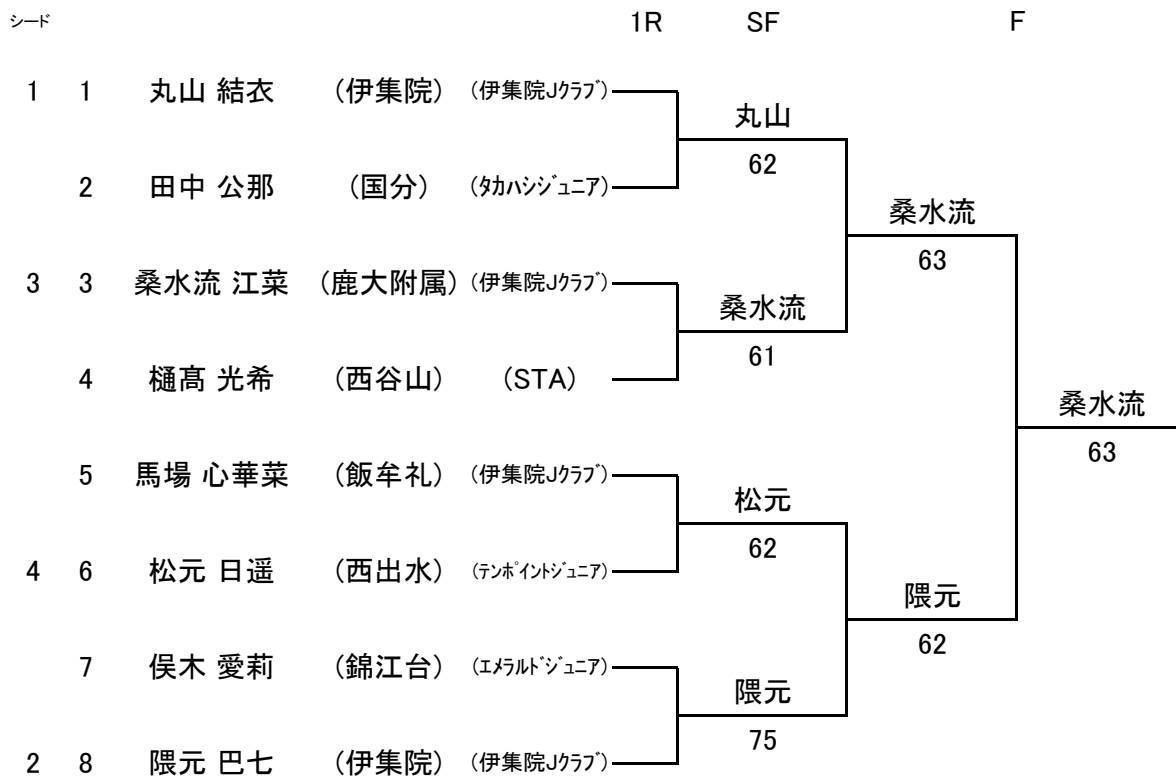 シード 1R SF F
1 1 丸山 結衣 (伊集院) (伊集院Jｸﾗﾌﾞ)
丸山
62
2 田中 公那 (国分) (ﾀｶﾊｼｼﾞｭﾆｱ)
桑水流
63
3 3 桑水流 江菜 (鹿大附属) (伊集院Jｸﾗﾌﾞ)
桑水流
61
4 樋髙 光希 (西谷山) (STA)
桑水流
63
5 馬場 心華菜 (飯牟礼) (伊集院Jｸﾗﾌﾞ)
松元
62
4 6 松元 日遥 (西出水) (ﾃﾝﾎﾟｲﾝﾄｼﾞｭﾆｱ)
隈元
62
7 俣木 愛莉 (錦江台) (ｴﾒﾗﾙﾄﾞｼﾞｭﾆｱ)
隈元
75
2 8 隈元 巴七 (伊集院) (伊集院Jｸﾗﾌﾞ)